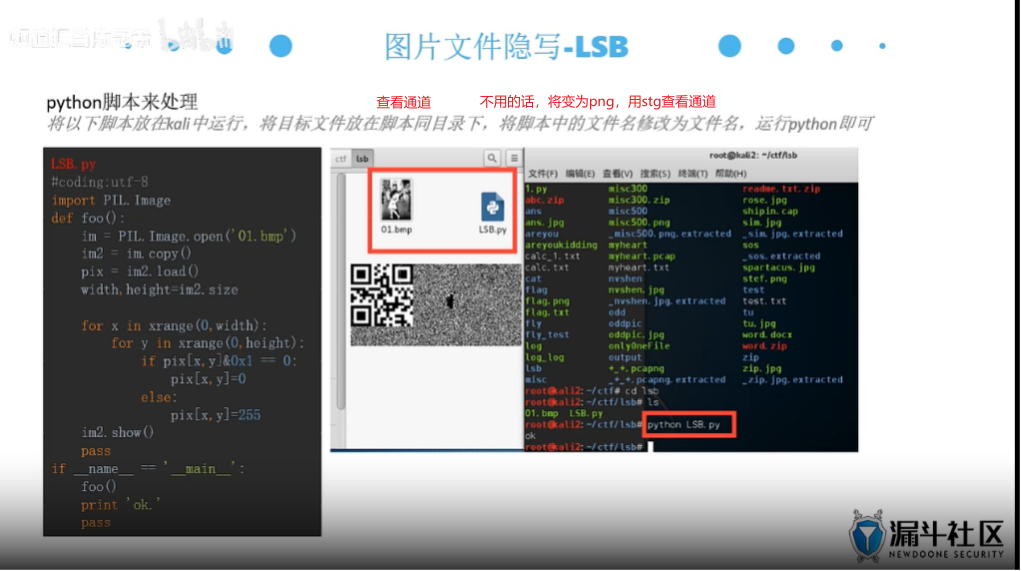 图片文件隐写-LSB
python脚本来处理
查看通道
不用的话，将变为png，用stg查看通道
将以下脚本放在kali中运行，将目标文件放在脚本同目录下，将脚本中的文件名修改为文件名，运行python即可
LSB.py
#coding:utf-8
import PIL.Image
def foo():
im = PIL.Image.open('01.bmp')
im2 = im.copy()
pix = im2.load()
width,height=im2.size
for x in xrange(0,width):
for y in xrange(0,height):
if pix[x,y]&0x1 == 0:
pix[x,y]=0
else:
pix[x,y]=255
im2.show()
pass
if __name__ == '__main__':
foo()
print 'ok.'
pass
ctf lsb
01.bmp
LSB.py
root@kali2: ~/ctf/lsb
文件(F) 编辑(E) 查看(V) 搜索(S) 终端(T) 帮助(H)
1.py misc300 readme.txt.zip
abc.zip misc300.zip rose.jpg
ans misc500 shipin.cap
ans.jpg misc500.png sim.jpg
areyou _misc500.png.extracted _sim.jpg.extracted
areyoukidding myheart sos
calc_1.txt myheart.pcap _sos.extracted
calc.txt myheart.txt spartacus.jpg
cat nvshen stef.png
flag nvshen.jpg test
flag.png _nvshen.jpg.extracted test.txt
flag.txt odd tu
fly oddpic tu.jpg
fly_test oddpic.jpg word.docx
log onlyOneFile word.zip
log_log output zip
lsb +_+.pcapng zip.jpg
misc _+_+.pcapng.extracted _zip.jpg.extracted
root@kali2:~/ctf# cd lsb
root@kali2:~/ctf/lsb# ls
01.bmp LSB.py
root@kali2:~/ctf/lsb# python LSB.py
ok
root@kali2:~/ctf/lsb#
漏斗社区
NEWDOONE SECURITY